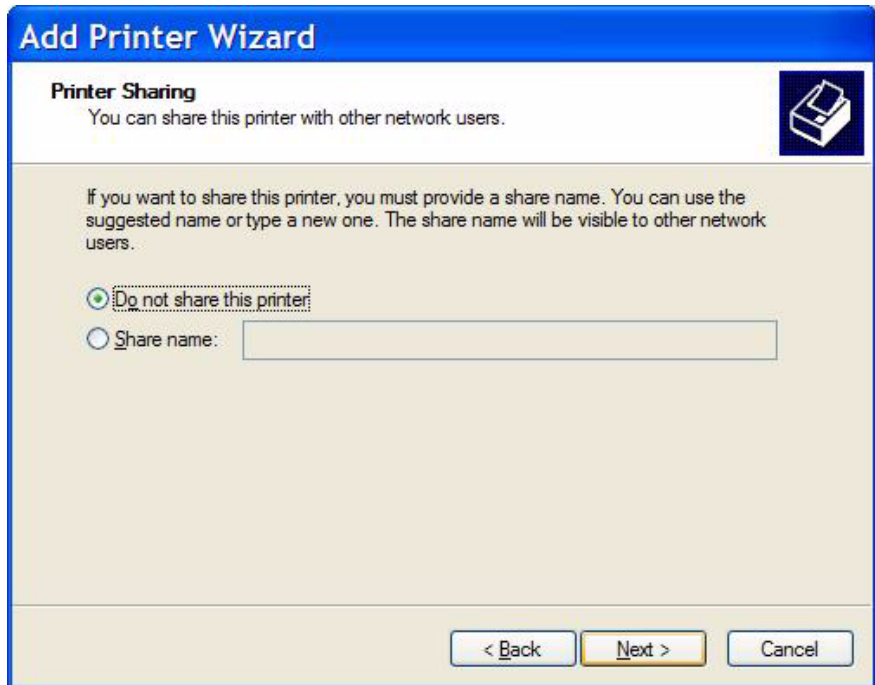 Add Printer Wizard
Printer Sharing
You can share this printer with other network users.
If you want to share this printer, you must provide a share name. You can use the
suggested name or type a new one. The share name will be visible to other network
users.
Do not share this printer
Share name:
< Back   Next >   Cancel